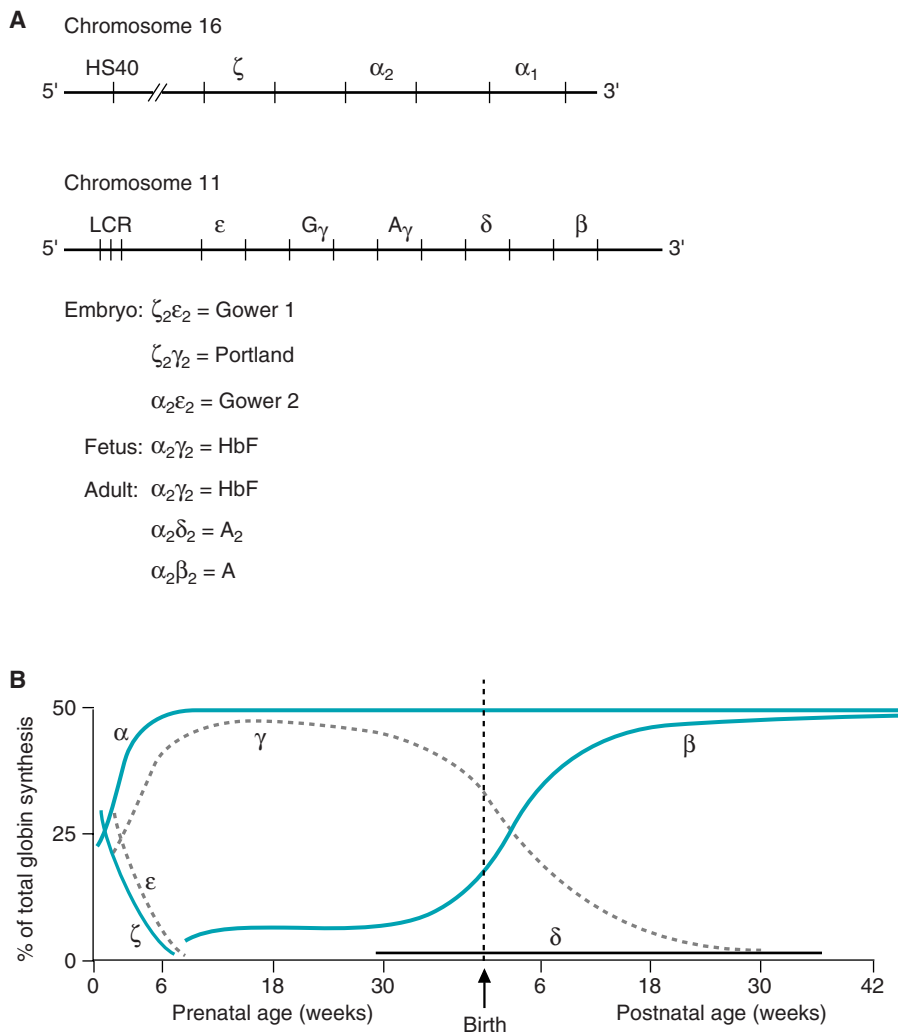 A
Chromosome 16
HS40 ζ α₂ α₁
5' 3'
Chromosome 11
LCR ε Gγ Aγ δ β
5' 3'
Embryo: ζ₂ε₂ = Gower 1
ζ₂γ₂ = Portland
α₂ε₂ = Gower 2
Fetus: α₂γ₂ = HbF
Adult: α₂γ₂ = HbF
α₂δ₂ = A₂
α₂β₂ = A
B
% of total globin synthesis
50
25
0
α
γ
β
ε
ζ
δ
0 6 18 30 6 18 30 42
Prenatal age (weeks) Postnatal age (weeks)
Birth